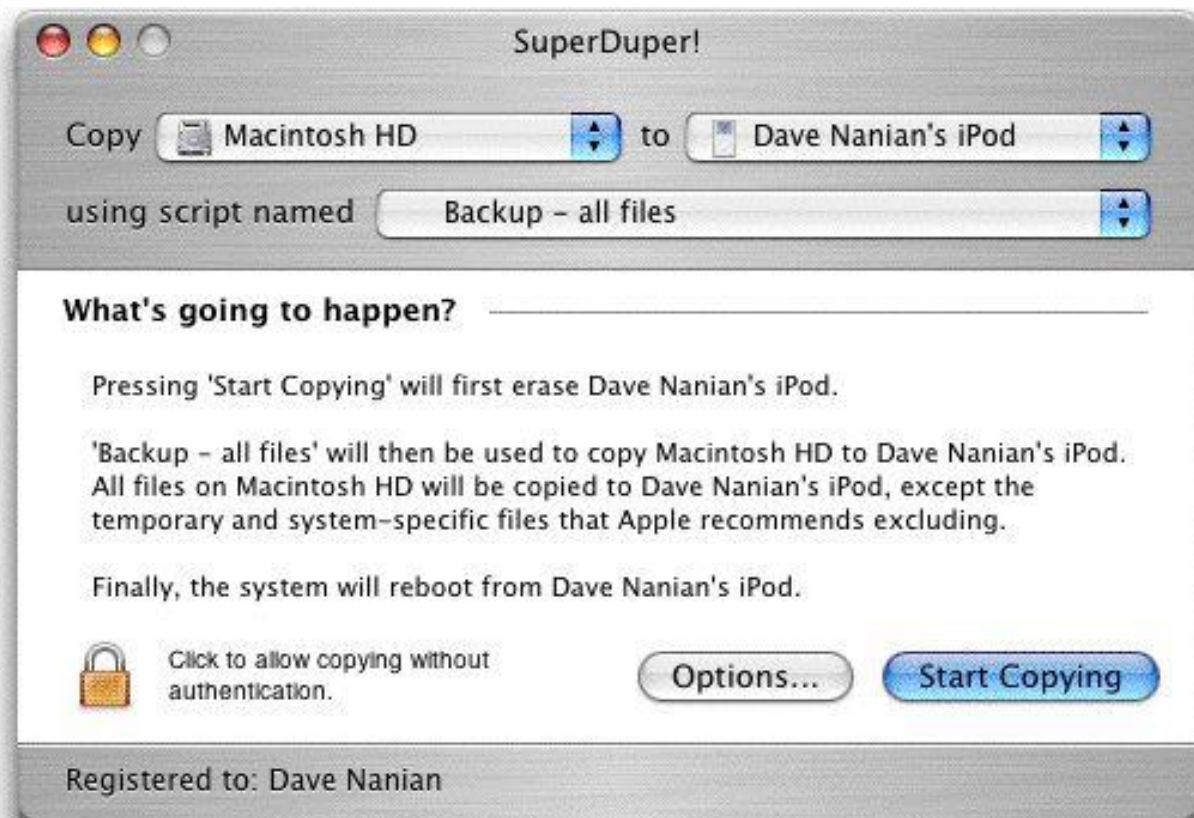 SuperDuper!
Copy Macintosh HD to Dave Nanian's iPod
using script named Backup – all files
What's going to happen?
Pressing 'Start Copying' will first erase Dave Nanian's iPod.
'Backup – all files' will then be used to copy Macintosh HD to Dave Nanian's iPod.
All files on Macintosh HD will be copied to Dave Nanian's iPod, except the
temporary and system-specific files that Apple recommends excluding.
Finally, the system will reboot from Dave Nanian's iPod.
Click to allow copying without
authentication.
Options...
Start Copying
Registered to: Dave Nanian